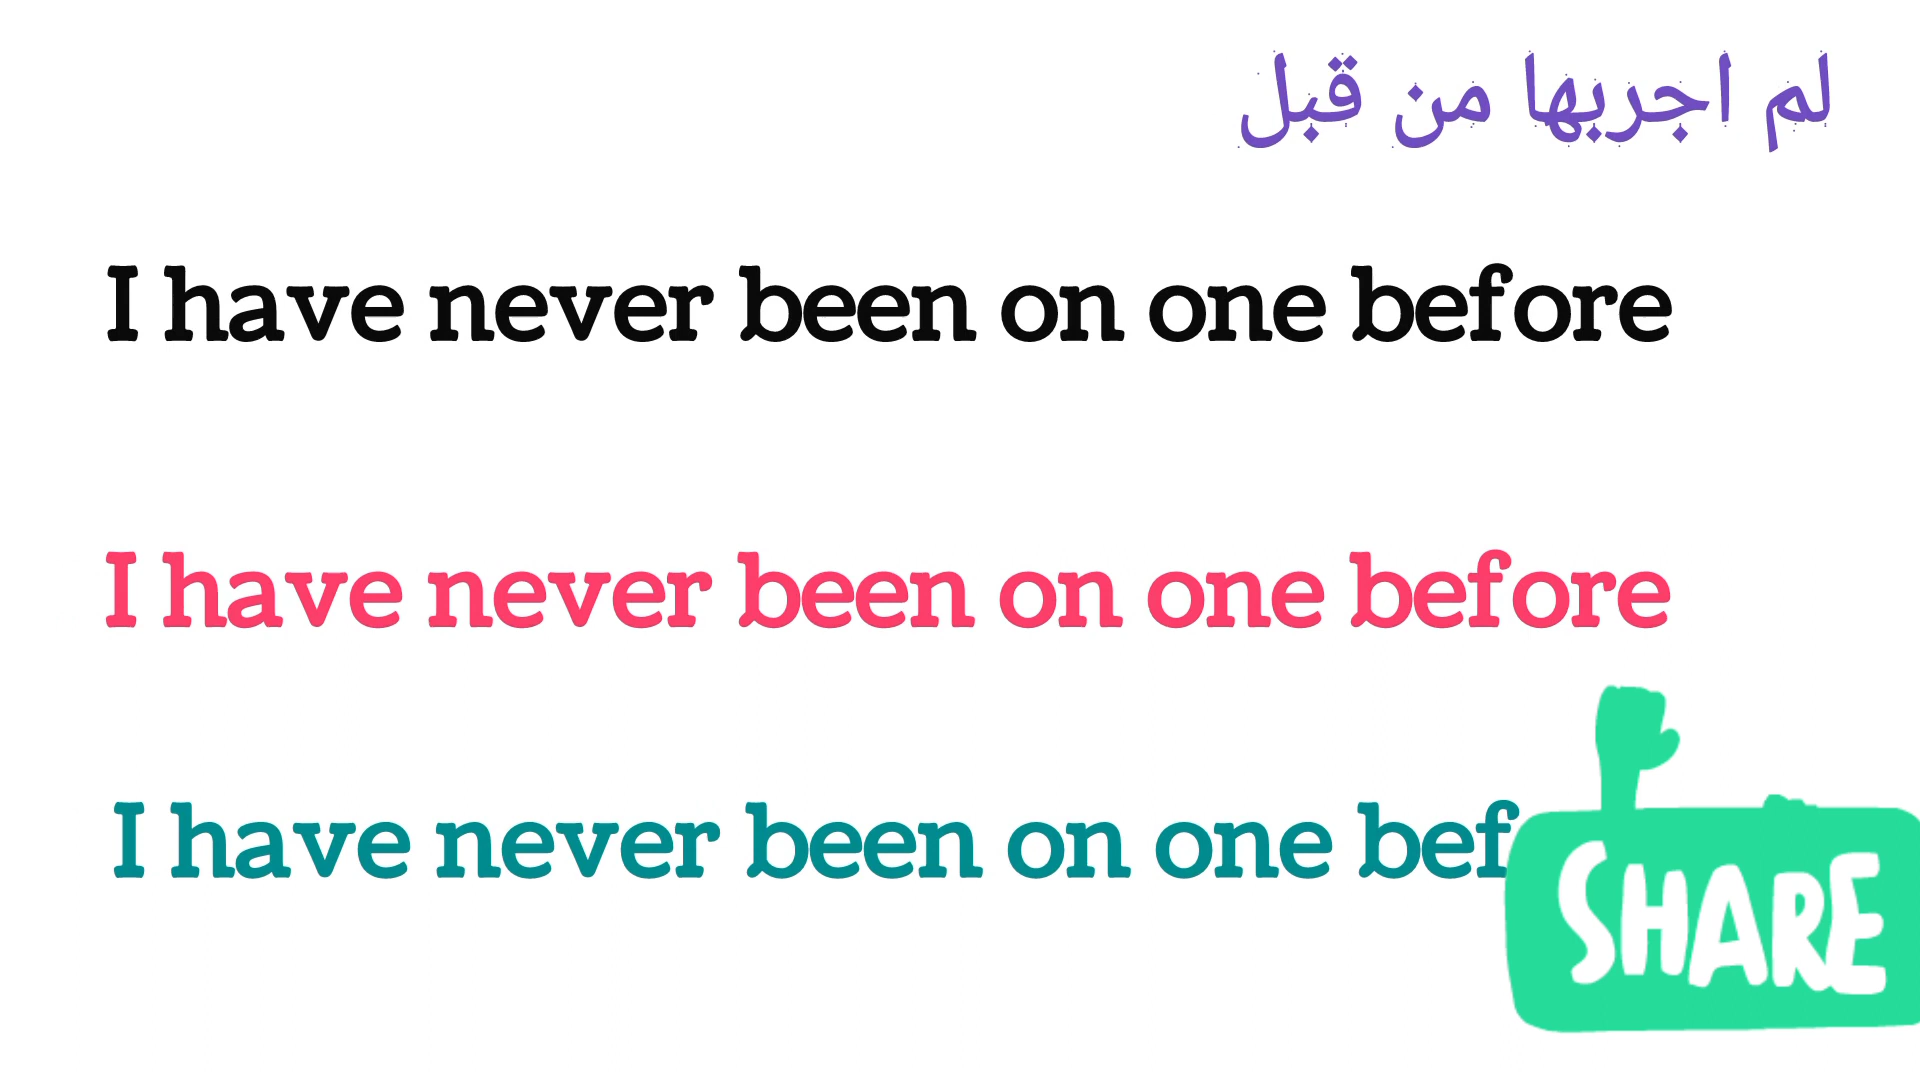 لم اجربها من قبل
I have never been on one before
I have never been on one before
I have never been on one
SHARE